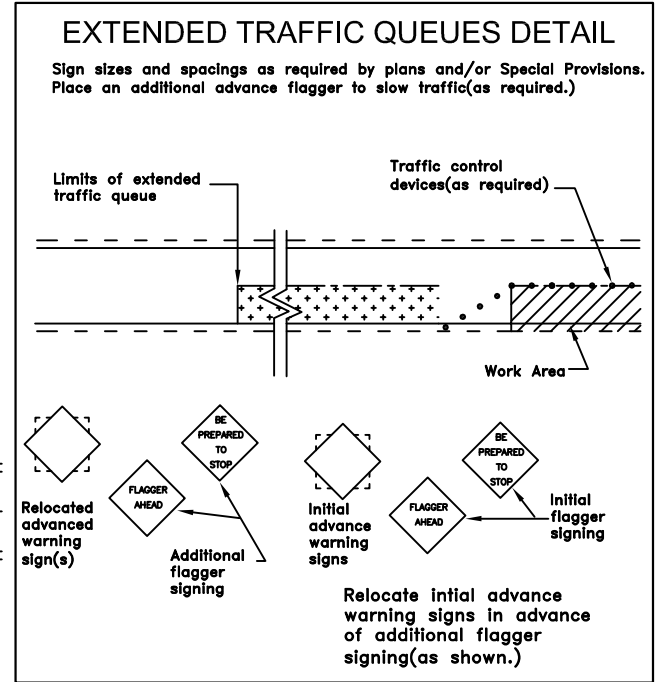 EXTENDED TRAFFIC QUEUES DETAIL
Sign sizes and spacings as required by plans and/or Special Provisions.
Place an additional advance flagger to slow traffic(as required.)
Limits of extended
traffic queue
Traffic control
devices(as required)
Work Area
BE
PREPARED
TO
STOP
FLAGGER
AHEAD
Relocated
advanced
warning
sign(s)
Additional
flagger
signing
BE
PREPARED
TO
STOP
FLAGGER
AHEAD
Initial
advance
warning
signs
Initial
flagger
signing
Relocate intial advance
warning signs in advance
of additional flagger
signing(as shown.)